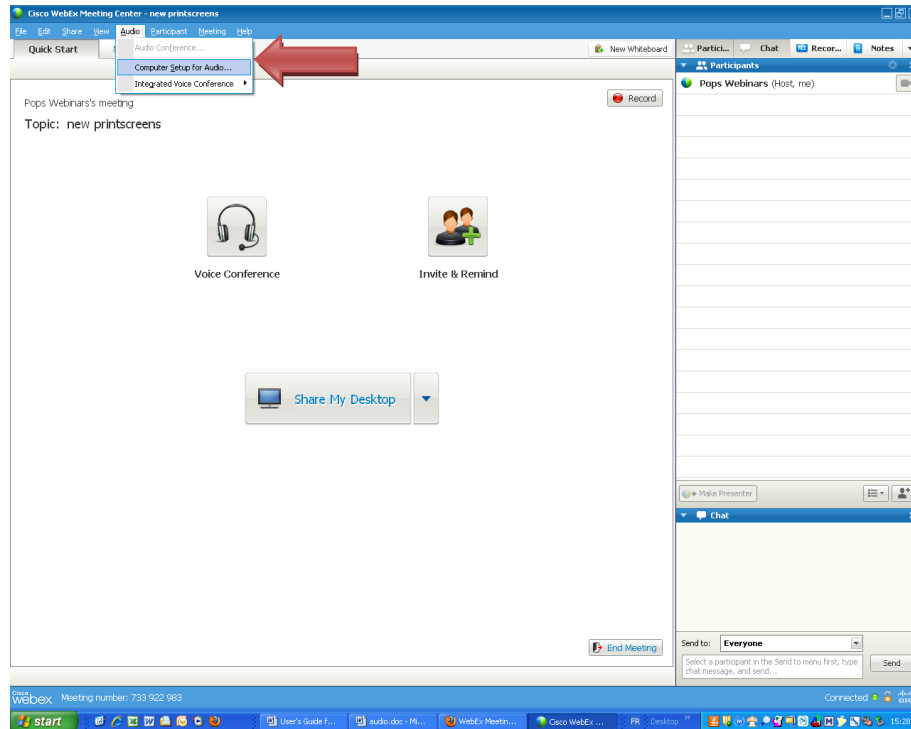 Cisco WebEx Meeting Center - new printscreens
File Edit Share View Audio Participant Meeting Help
Quick Start
New Whiteboard
Audio Conference...
Computer Setup for Audio...
Integrated Voice Conference
Pops Webinars's meeting
Record
Topic: new printscreens
Voice Conference
Invite & Remind
Share My Desktop
End Meeting
Partici... Chat Recor... Notes
Participants
Pops Webinars (Host, me)
Make Presenter
Chat
Send to: Everyone
Select a participant in the Send to menu first, type
chat message, and send...
Send
Cisco webex Meeting number: 733 922 983
Connected
start
User's Guide f... audio.doc - Mi... WebEx Meetin... Cisco WebEx ... FR Desktop »
15:28